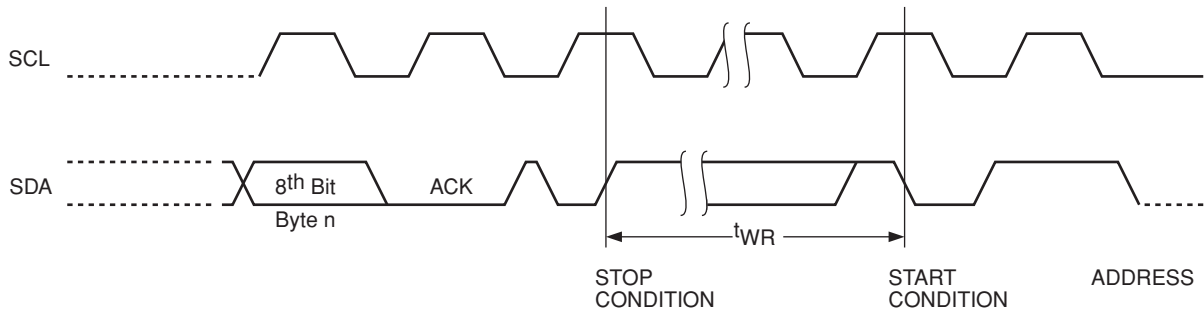 SCL
SDA
8th Bit
ACK
Byte n
tWR
STOP
CONDITION
START
CONDITION
ADDRESS